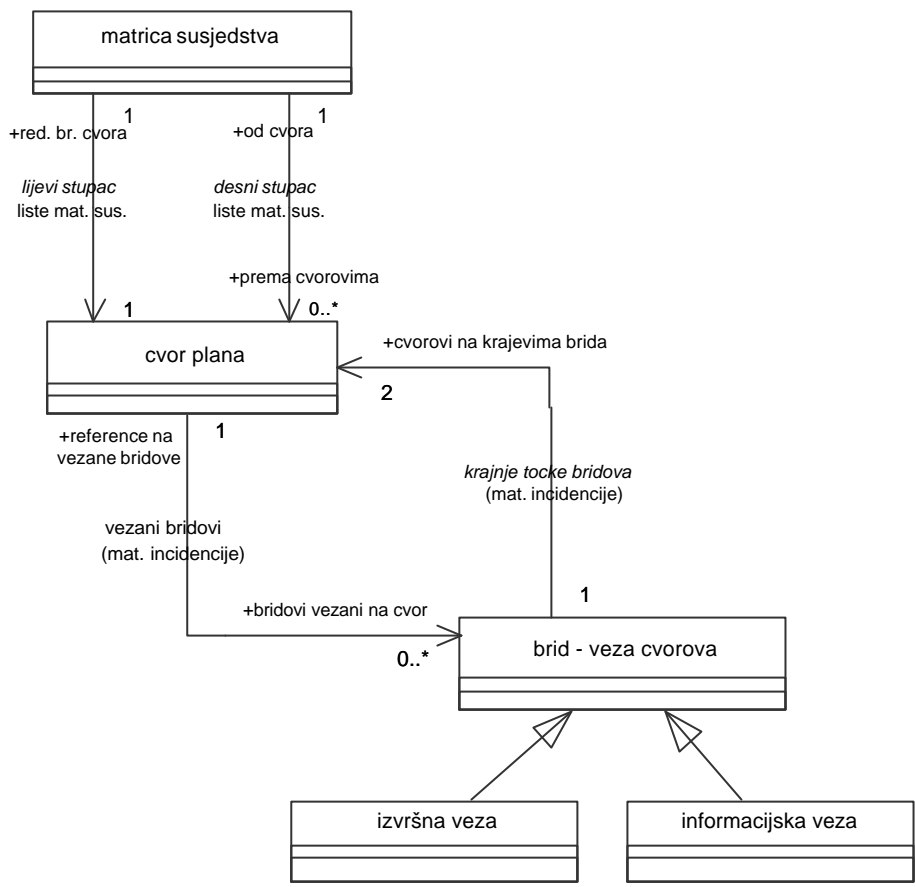 matrica susjedstva
1
1
+red. br. cvora
+od cvora
lijevi stupac
liste mat. sus.
desni stupac
liste mat. sus.
+prema cvorovima
1
0..*
cvor plana
+cvorovi na krajevima brida
2
1
+reference na
vezane bridove
krajnje tocke bridova
(mat. incidencije)
vezani bridovi
(mat. incidencije)
+bridovi vezani na cvor
1
0..*
brid - veza cvorova
izvršna veza
informacijska veza